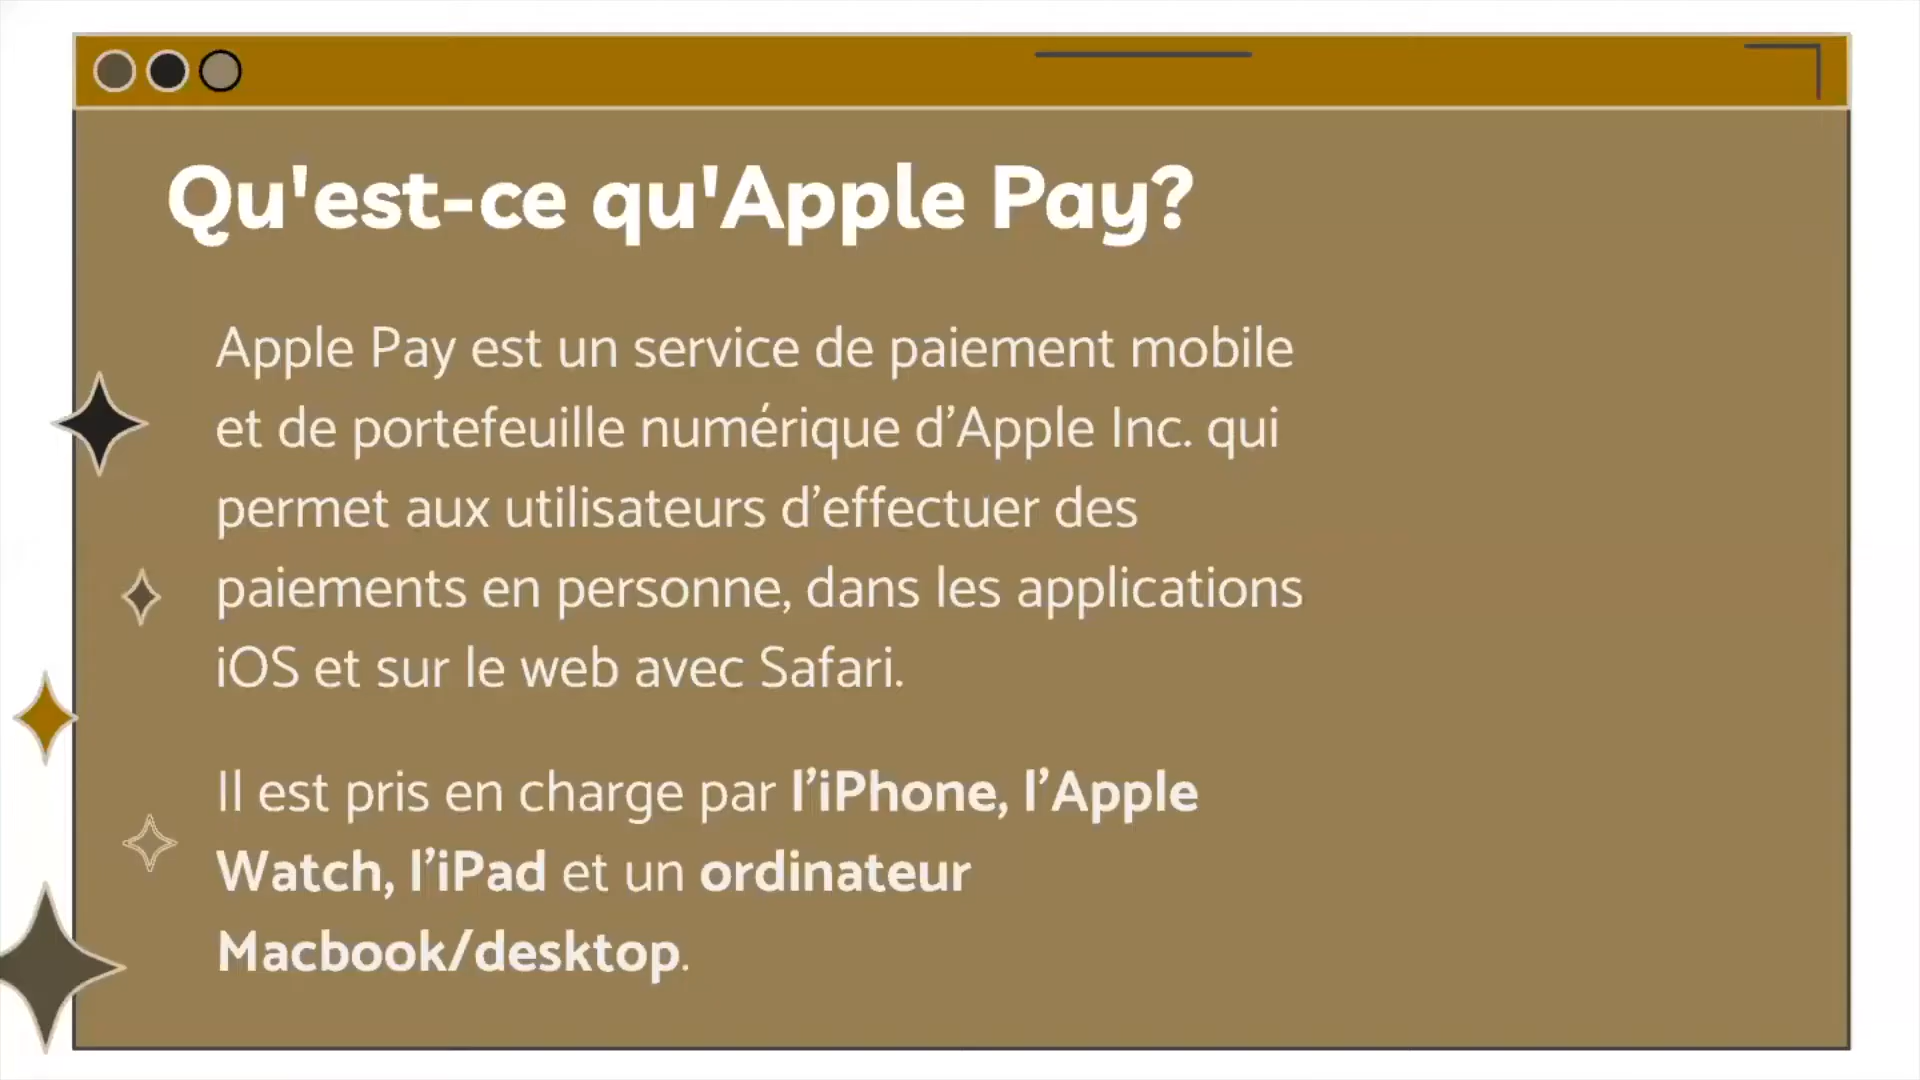 Qu'est-ce qu'Apple Pay?
Apple Pay est un service de paiement mobile
et de portefeuille numérique d’Apple Inc. qui
permet aux utilisateurs d’effectuer des
paiements en personne, dans les applications
iOS et sur le web avec Safari.
Il est pris en charge par l’iPhone, l’Apple
Watch, l’iPad et un ordinateur
Macbook/desktop.